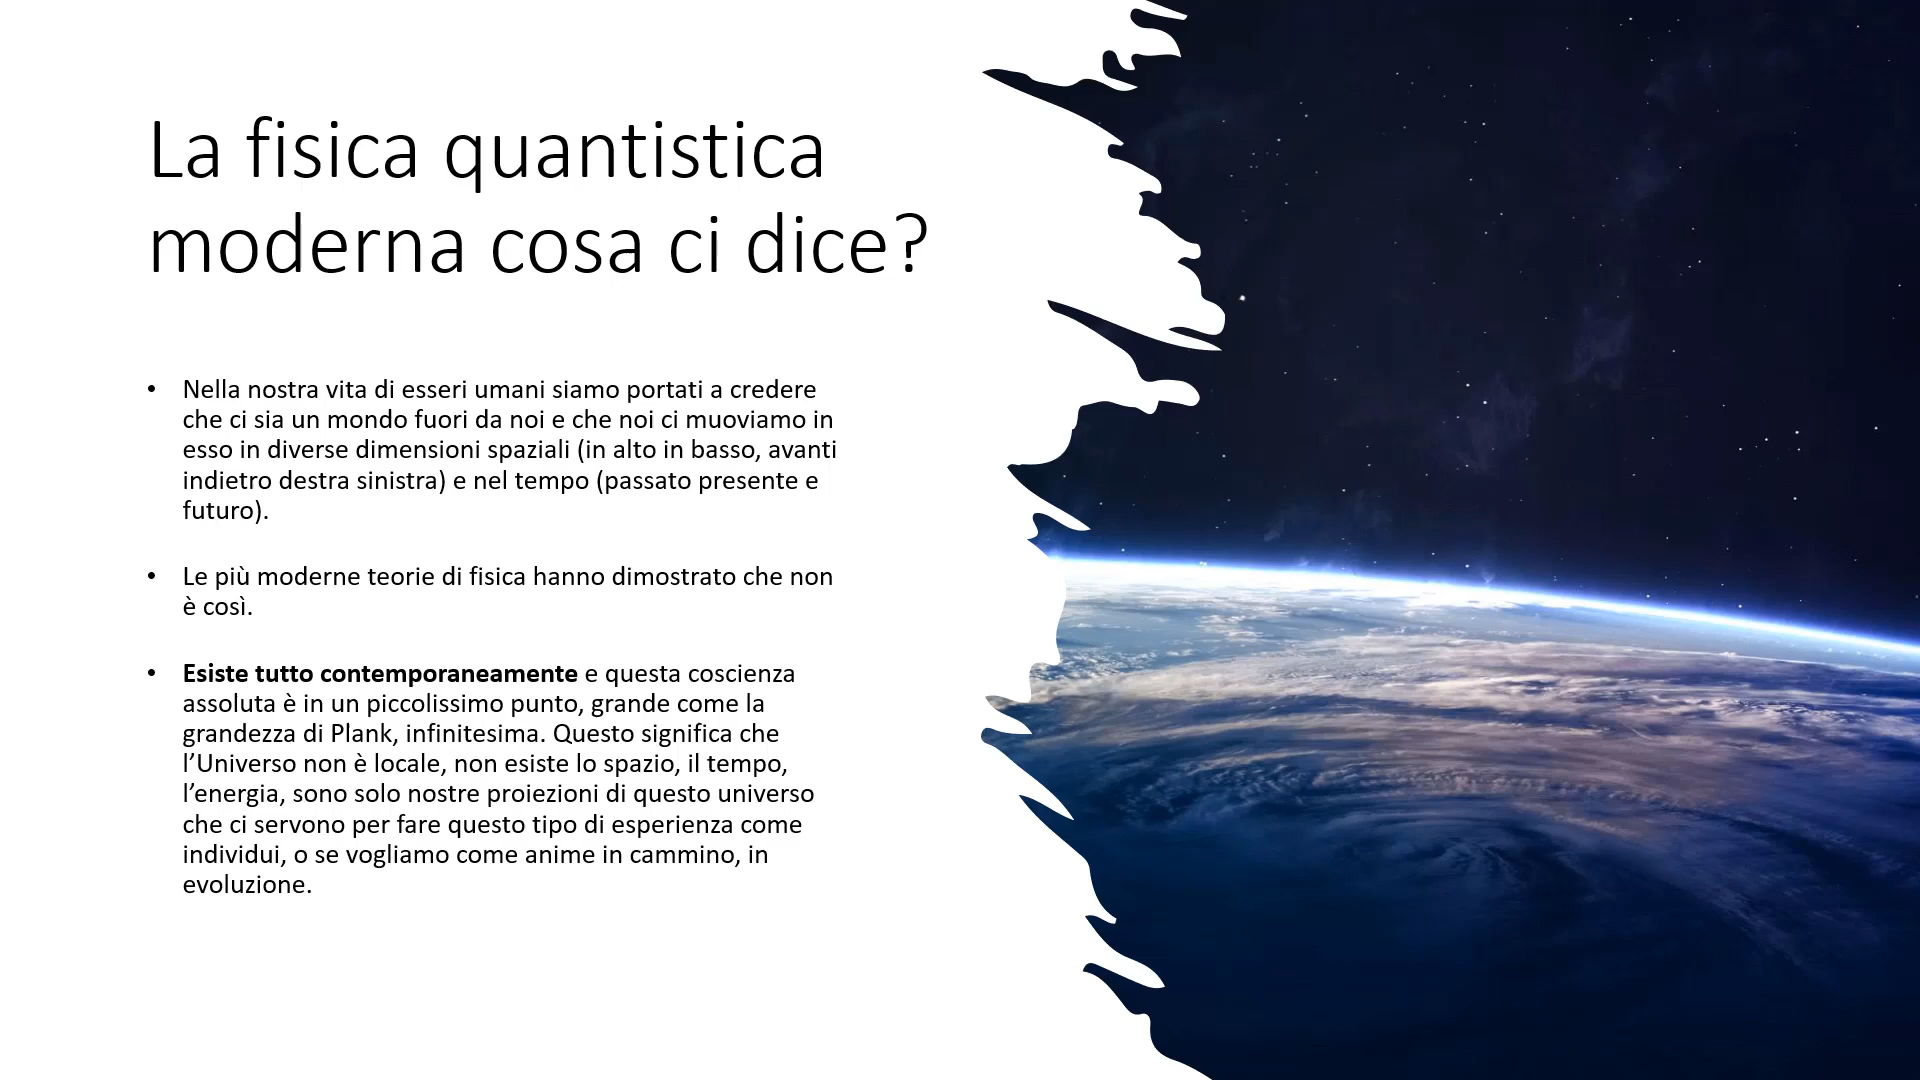 La fisica quantistica
moderna cosa ci dice?
• Nella nostra vita di esseri umani siamo portati a credere
che ci sia un mondo fuori da noi e che noi ci muoviamo in
esso in diverse dimensioni spaziali (in alto in basso, avanti
indietro destra sinistra) e nel tempo (passato presente e
futuro).
• Le più moderne teorie di fisica hanno dimostrato che non
è così.
• Esiste tutto contemporaneamente e questa coscienza
assoluta è in un piccolissimo punto, grande come la
grandezza di Plank, infinitesima. Questo significa che
l’Universo non è locale, non esiste lo spazio, il tempo,
l’energia, sono solo nostre proiezioni di questo universo
che ci servono per fare questo tipo di esperienza come
individui, o se vogliamo come anime in cammino, in
evoluzione.